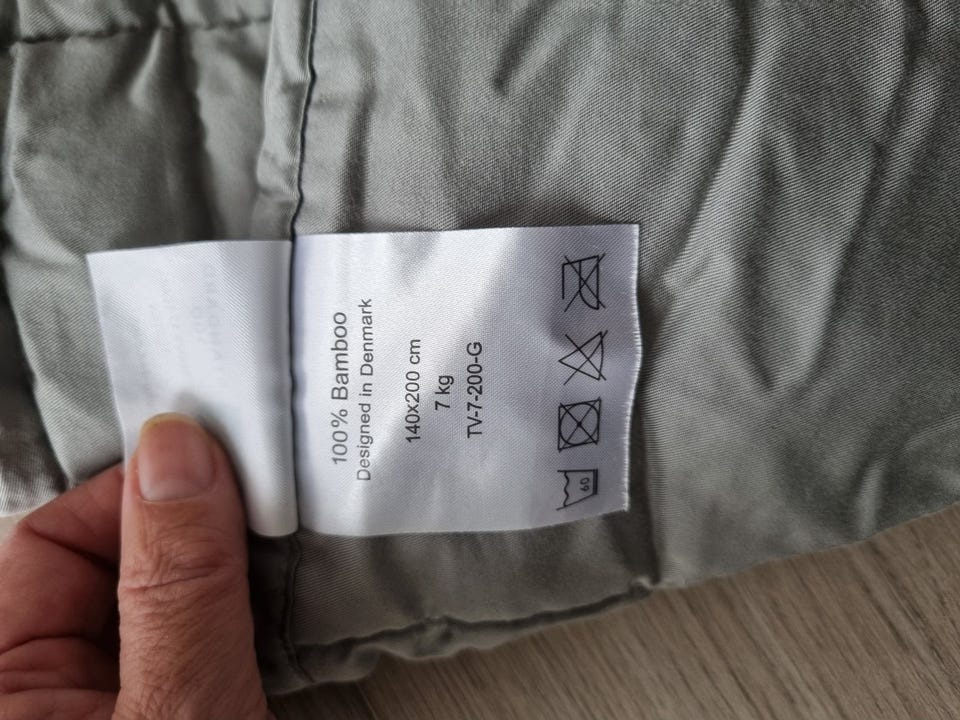 100% Bamboo
Designed in Denmark
140x200 cm
7 kg
TV-7-200-G
60